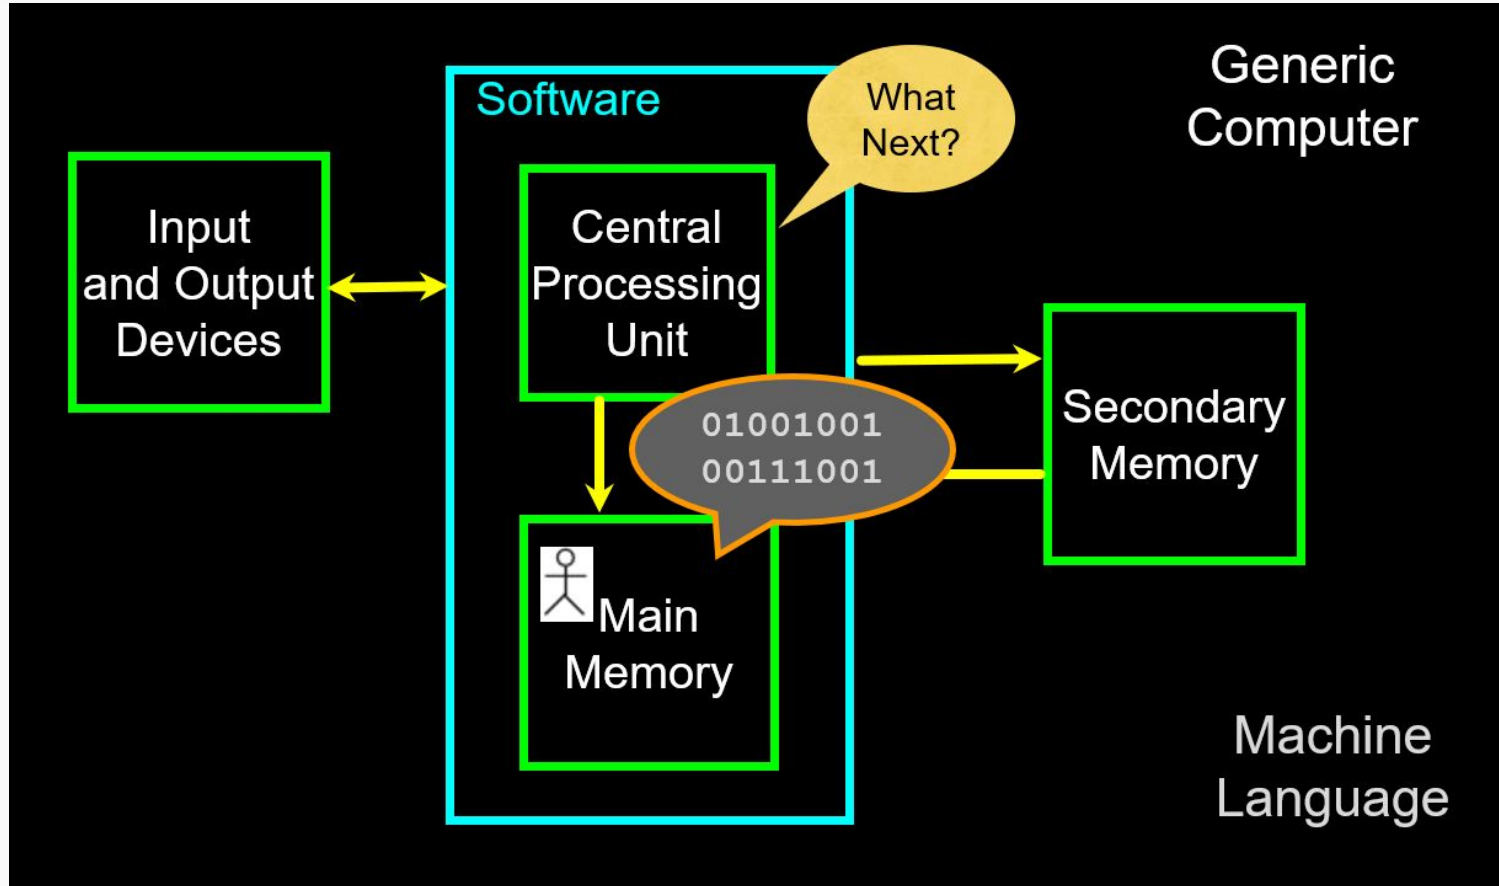 Generic
Computer
Software
What
Next?
Input
and Output
Devices
Central
Processing
Unit
Secondary
Memory
01001001
00111001
Main
Memory
Machine
Language